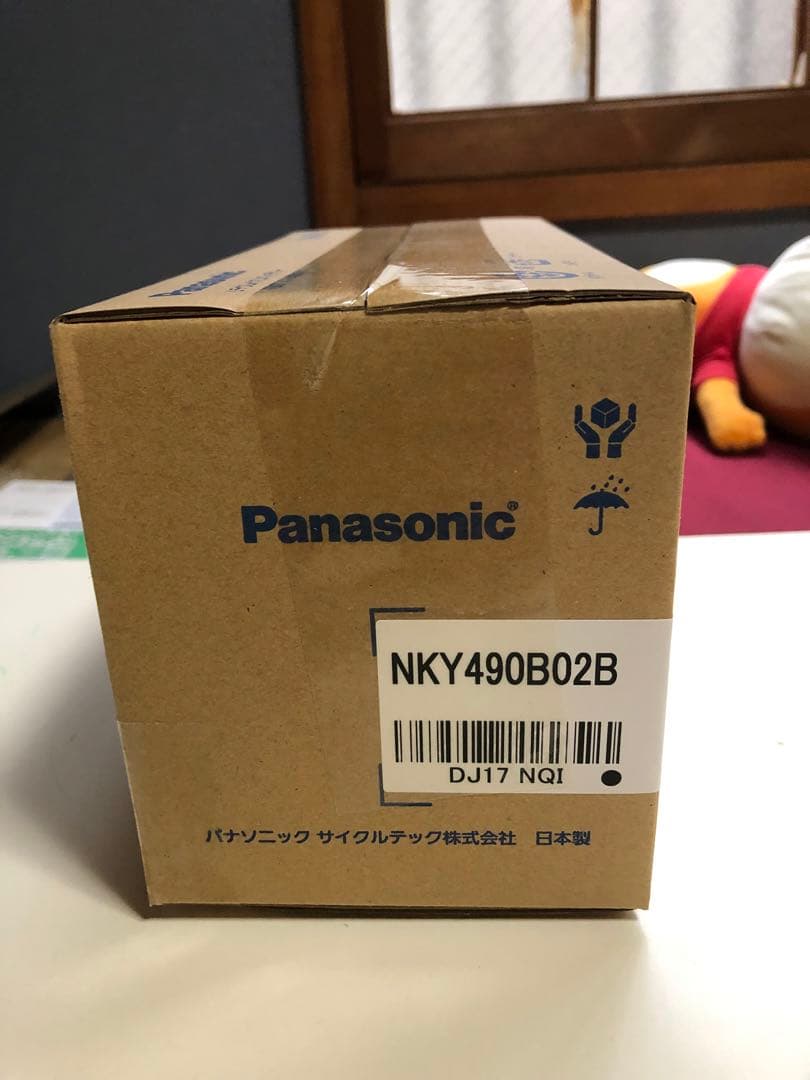 Panasonic
Panasonic®
NKY490B02B
DJ17 NQI
パナソニック サイクルテック株式会社 日本製